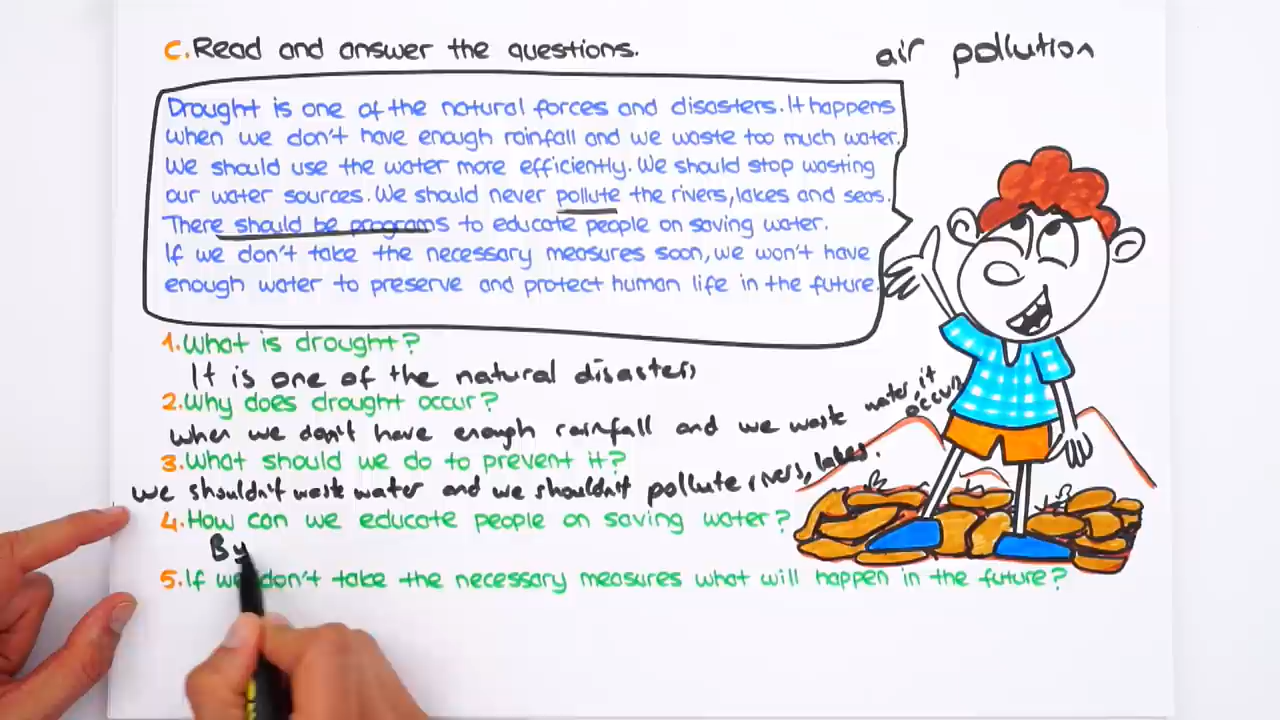 C. Read and answer the questions.
air pollution
Drought is one of the natural forces and disasters. It happens
when we don't have enough rainfall and we waste too much water.
We should use the water more efficiently. We should stop wasting
our water sources. We should never pollute the rivers, lakes and seas.
There should be programs to educate people on saving water.
If we don't take the necessary measures soon, we won't have
enough water to preserve and protect human life in the future.
1. What is drought?
It is one of the natural disasters
2. Why does drought occur?
when we don't have enough rainfall and we waste water, it
occurs
3. What should we do to prevent it?
we shouldn't waste water and we shouldn't pollute rivers, lakes.
4. How can we educate people on saving water?
By
5. If we don't take the necessary measures what will happen in the future?